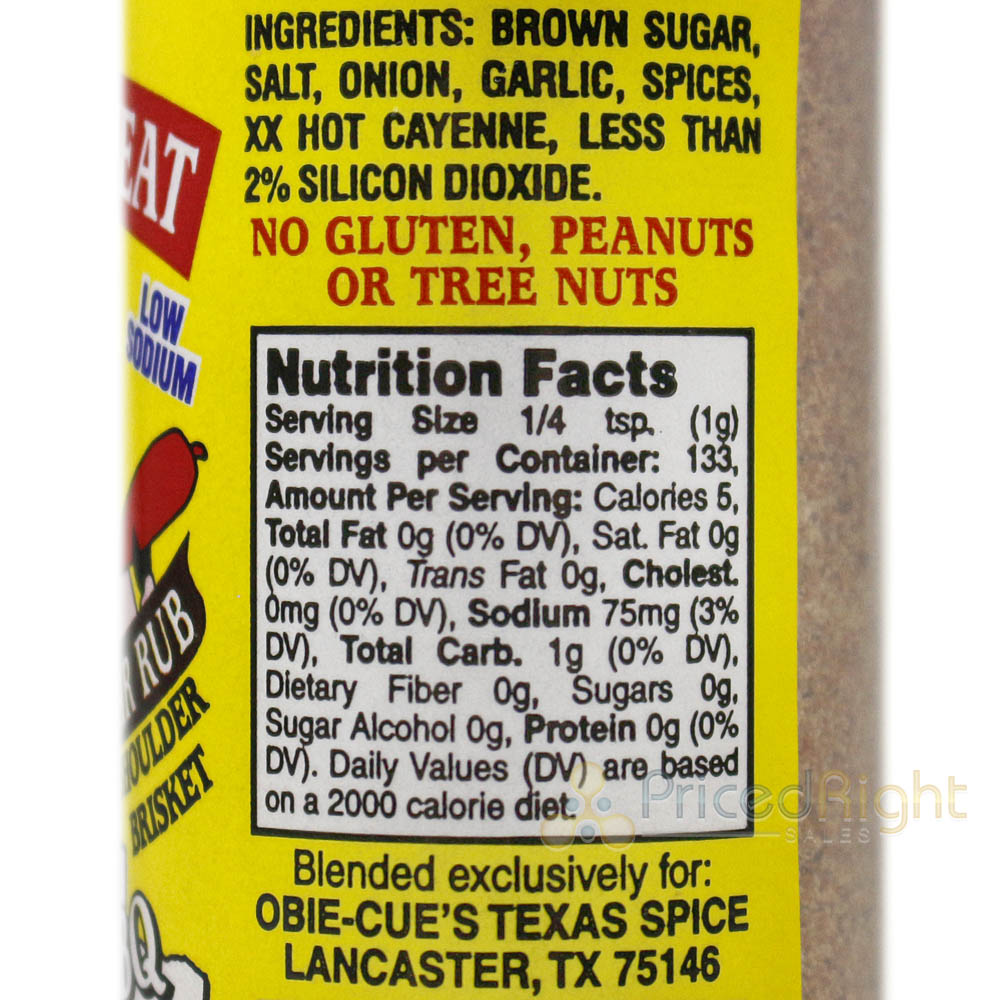 INGREDIENTS: BROWN SUGAR,
SALT, ONION, GARLIC, SPICES,
XX HOT CAYENNE, LESS THAN
2% SILICON DIOXIDE.
NO GLUTEN, PEANUTS
OR TREE NUTS
Nutrition Facts
Serving Size 1/4 tsp. (1g)
Servings per Container: 133,
Amount Per Serving: Calories 5,
Total Fat 0g (0% DV), Sat. Fat 0g
(0% DV), Trans Fat 0g, Cholest.
0mg (0% DV), Sodium 75mg (3%
DV), Total Carb. 1g (0% DV),
Dietary Fiber 0g, Sugars 0g,
Sugar Alcohol 0g, Protein 0g (0%
DV). Daily Values (DV) are based
on a 2000 calorie diet.
Blended exclusively for:
OBIE-CUE'S TEXAS SPICE
LANCASTER, TX 75146
EAT
LOW
SODIUM
R RUB
OULDER
BRISKET
Q
PricedRight
SALES